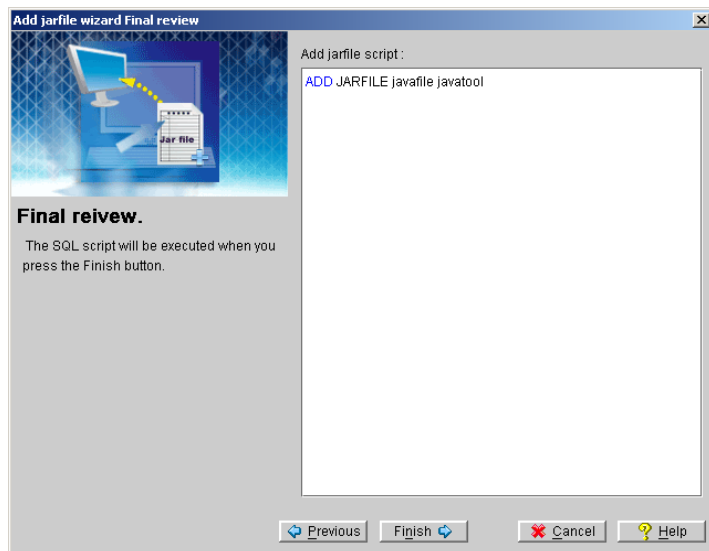 Add jarfile wizard Final review
Add jarfile script :
ADD JARFILE javafile javatool
Jar file
Final reivew.
The SQL script will be executed when you
press the Finish button.
Previous
Finish
Cancel
Help